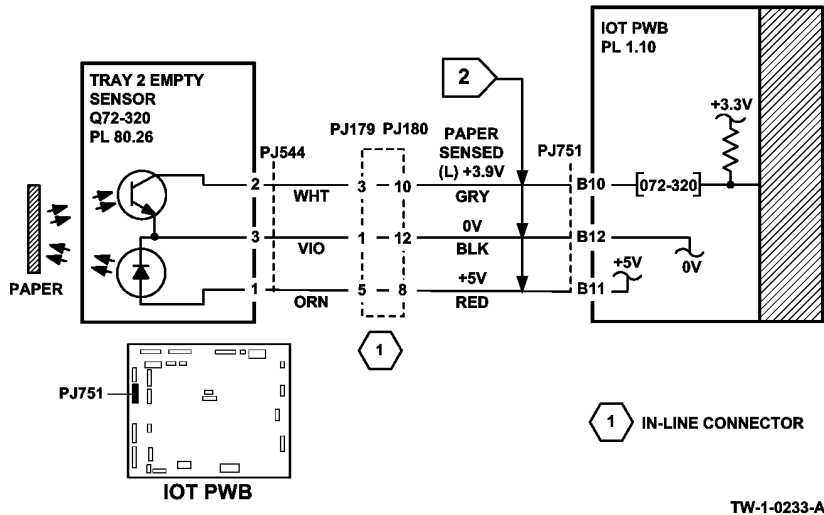 IOT PWB
PL 1.10
2
TRAY 2 EMPTY
SENSOR
Q72-320
PL 80.26
+3.3V
PJ179 PJ180
PAPER
SENSED
(L) +3.9V
PJ544
PJ751
2 WHT 3 10 GRY B10 [072-320]
0V
3 VIO 1 12 BLK B12
+5V
0V
+5V
1 ORN 5 8 RED B11
PAPER
1
PJ751
1 IN-LINE CONNECTOR
IOT PWB
TW-1-0233-A